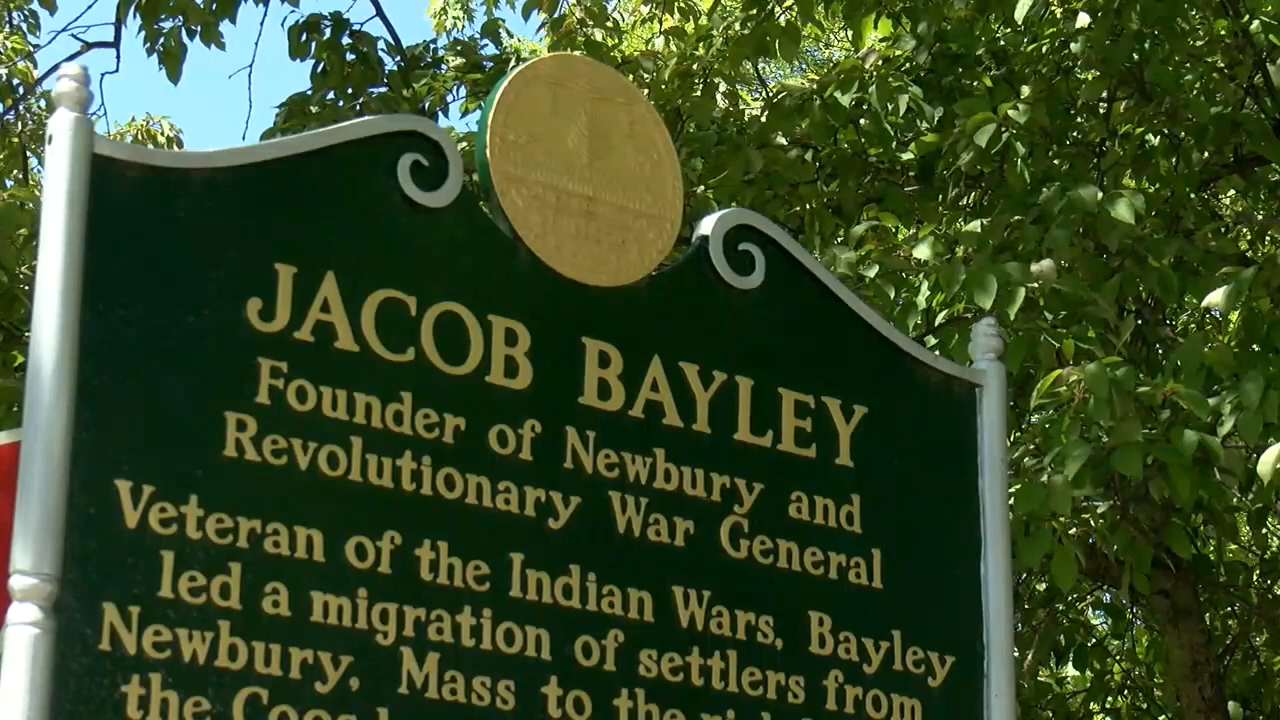 JACOB BAYLEY
Founder of Newbury and
Revolutionary War General
Veteran of the Indian Wars, Bayley
led a migration of settlers from
Newbury, Mass to the
the